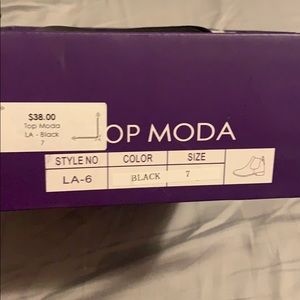 $38.00
Top Moda
LA - Black
7
OP MODA
STYLE NO COLOR SIZE
LA-6 BLACK 7